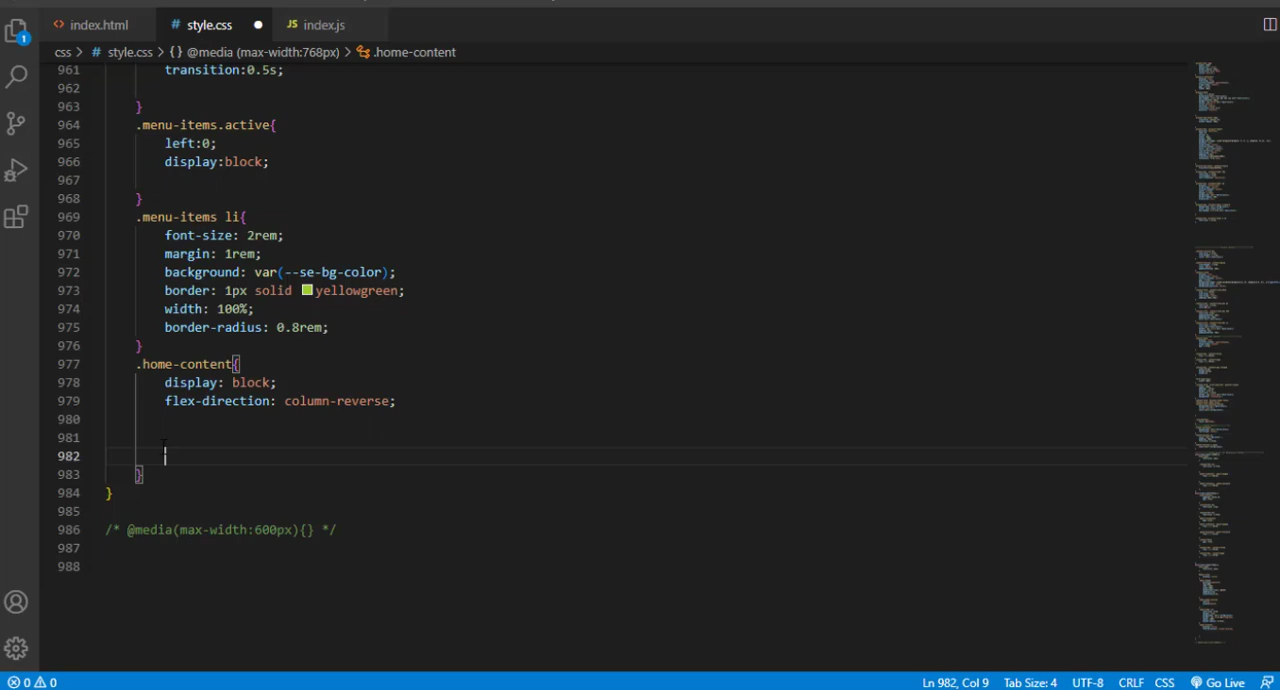 index.html
# style.css
JS index.js
css > # style.css > {} @media (max-width:768px) > .home-content
1
961 transition:0.5s;
962
963 }
964 .menu-items.active{
965 left:0;
966 display:block;
967
968 }
969 .menu-items li{
970 font-size: 2rem;
971 margin: 1rem;
972 background: var(--se-bg-color);
973 border: 1px solid yellowgreen;
974 width: 100%;
975 border-radius: 0.8rem;
976 }
977 .home-content{
978 display: block;
979 flex-direction: column-reverse;
980
981
982
983 }
984 }
985
986 /* @media(max-width:600px){} */
987
988
0 0 Ln 982, Col 9 Tab Size: 4 UTF-8 CRLF CSS Go Live